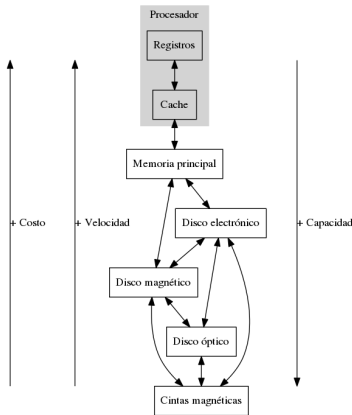 Procesador
Registros
Cache
Memoria principal
+ Costo
+ Velocidad
Disco electrónico
+ Capacidad
Disco magnético
Disco óptico
Cintas magnéticas